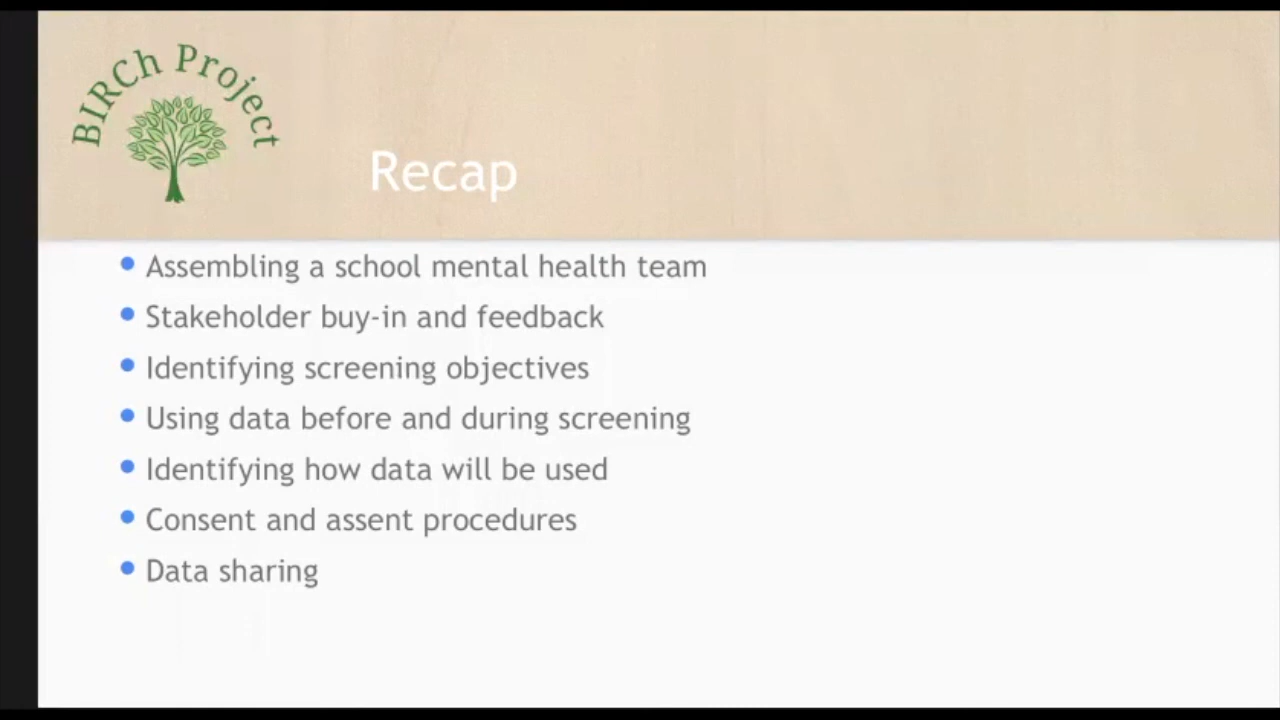 BIRCh Project
Recap
Assembling a school mental health team
Stakeholder buy-in and feedback
Identifying screening objectives
Using data before and during screening
Identifying how data will be used
Consent and assent procedures
Data sharing